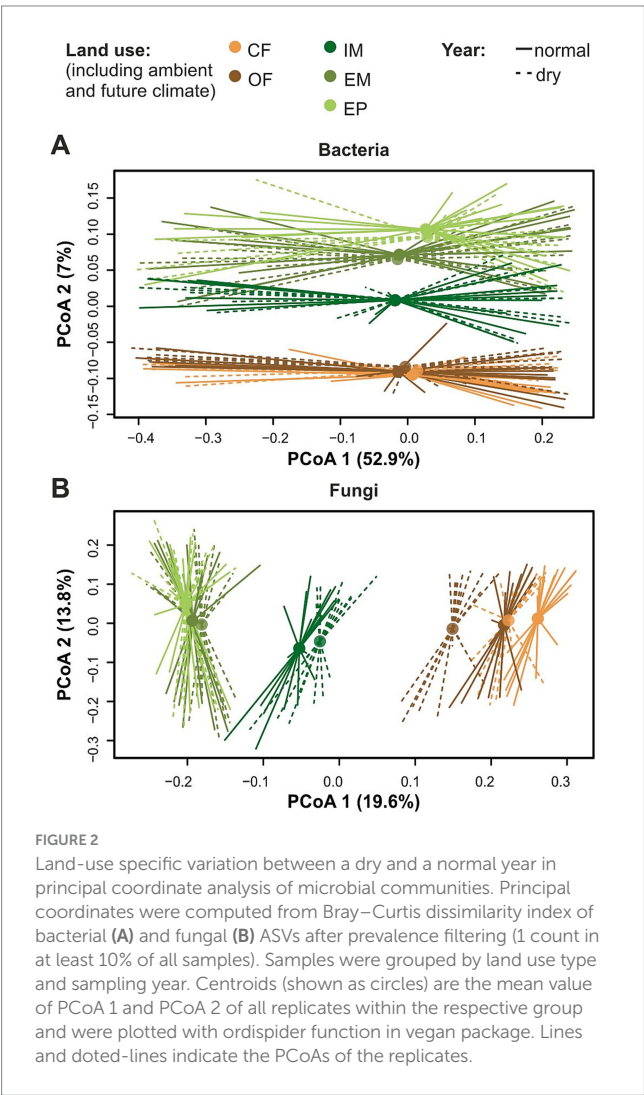 Land use:
(including ambient
and future climate)
CF
OF
IM
EM
EP
Year:
normal
dry
A
Bacteria
PCoA 2 (7%)
0.15
0.10
0.05
0.00
−0.05
−0.10
−0.15
−0.4 −0.3 −0.2 −0.1 0.0 0.1 0.2
PCoA 1 (52.9%)
B
Fungi
PCoA 2 (13.8%)
0.2
0.1
0.0
−0.1
−0.2
−0.3
−0.2 −0.1 0.0 0.1 0.2 0.3
PCoA 1 (19.6%)
FIGURE 2
Land-use specific variation between a dry and a normal year in
principal coordinate analysis of microbial communities. Principal
coordinates were computed from Bray–Curtis dissimilarity index of
bacterial (A) and fungal (B) ASVs after prevalence filtering (1 count in
at least 10% of all samples). Samples were grouped by land use type
and sampling year. Centroids (shown as circles) are the mean value
of PCoA 1 and PCoA 2 of all replicates within the respective group
and were plotted with ordispider function in vegan package. Lines
and doted-lines indicate the PCoAs of the replicates.